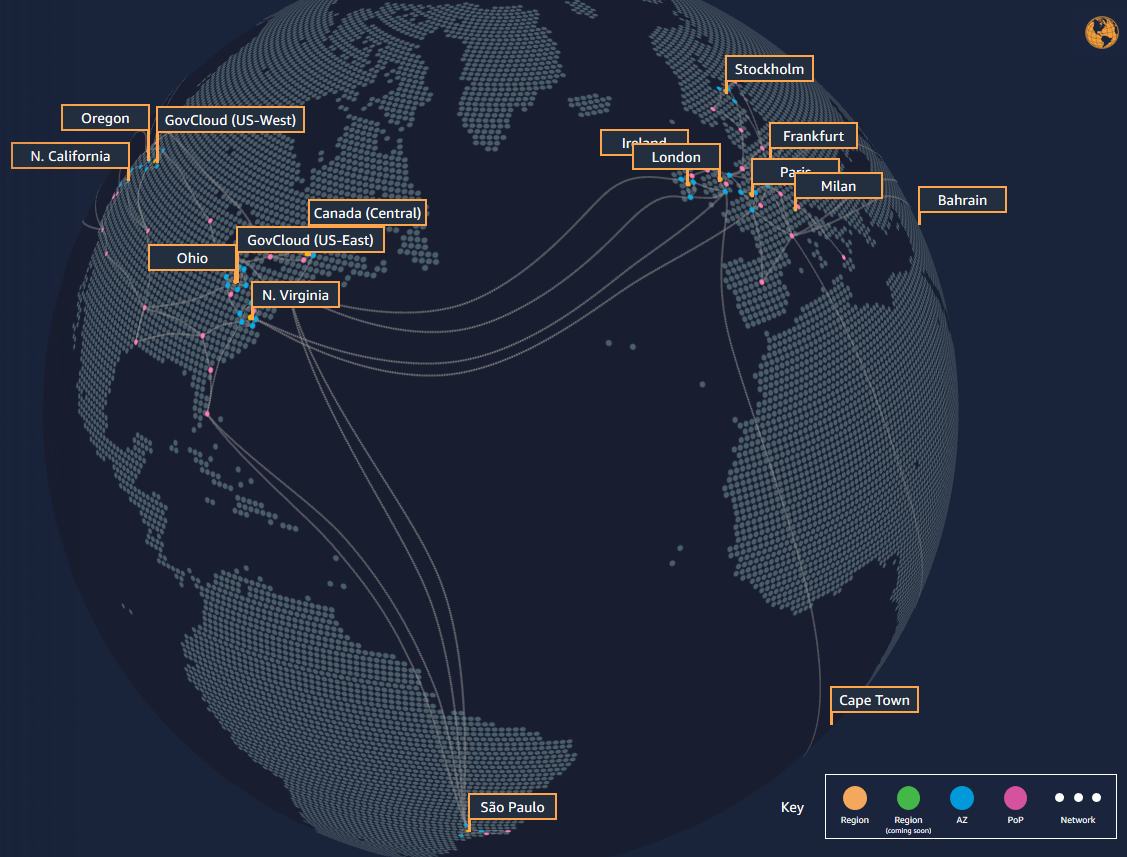 Stockholm
Oregon
GovCloud (US-West)
Frankfurt
Ireland
N. California
London
Paris
Milan
Bahrain
Canada (Central)
GovCloud (US-East)
Ohio
N. Virginia
Cape Town
São Paulo
Key
Region
Region
(coming soon)
AZ
PoP
Network